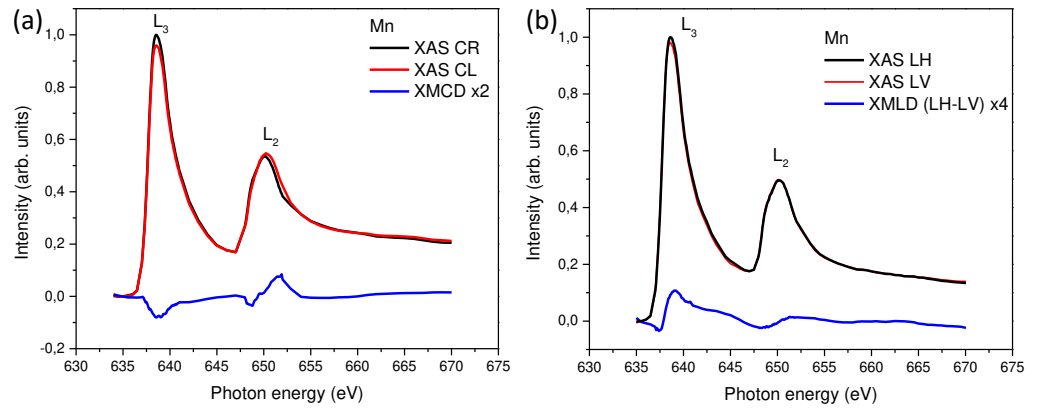 (a)
L3
Mn
XAS CR
XAS CL
XMCD x2
L2
Intensity (arb. units)
1,0
0,8
0,6
0,4
0,2
0,0
-0,2
630 635 640 645 650 655 660 665 670 675
Photon energy (eV)
(b)
L3
Mn
XAS LH
XAS LV
XMLD (LH-LV) x4
L2
Intensity (arb. units)
1,0
0,8
0,6
0,4
0,2
0,0
630 635 640 645 650 655 660 665 670 675
Photon energy (eV)